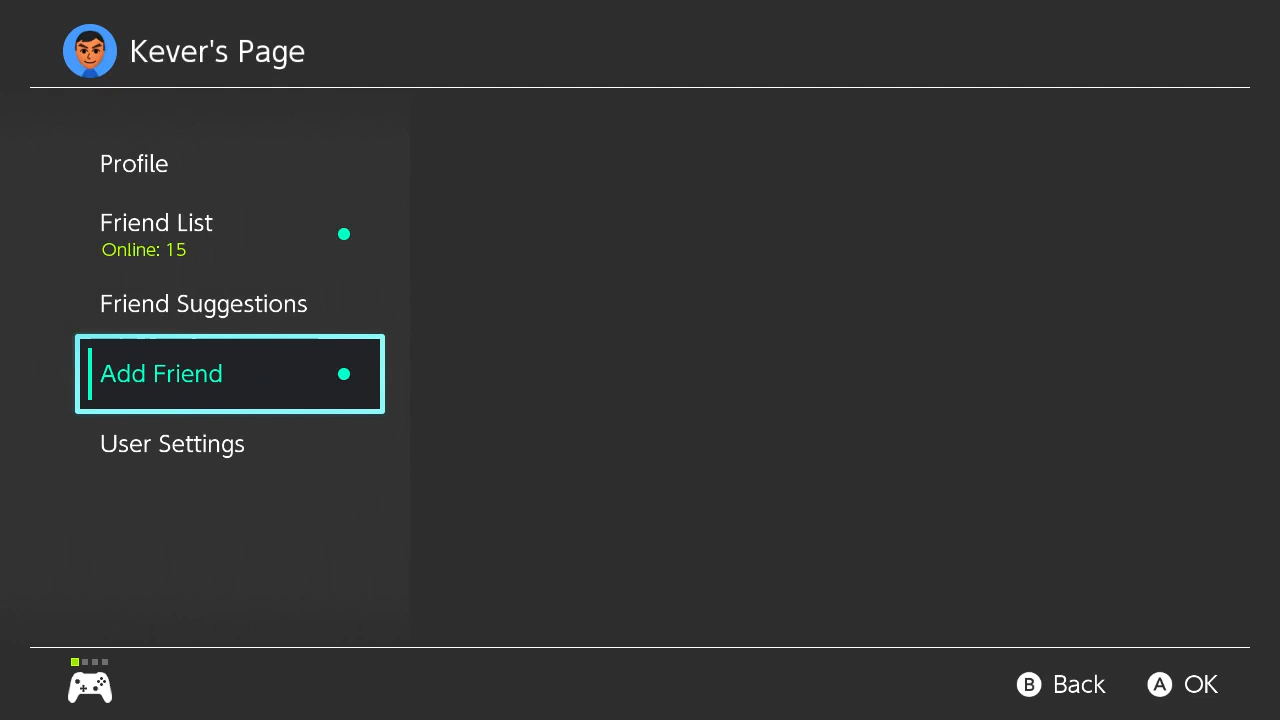 Kever's Page
Profile
Friend List
Online: 15
Friend Suggestions
Add Friend
User Settings
B Back A OK